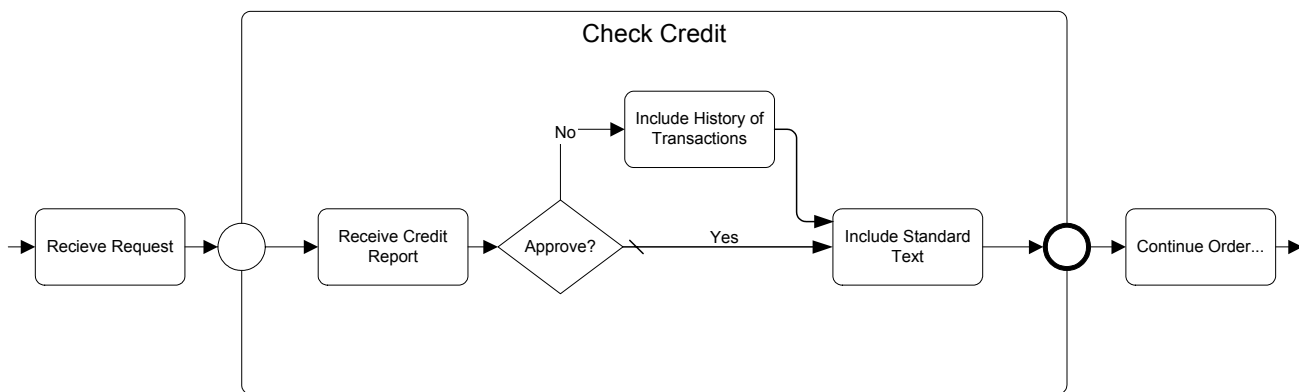 Check Credit
Include History of
Transactions
No
Recieve Request
Receive Credit
Report
Approve?
Yes
Include Standard
Text
Continue Order...